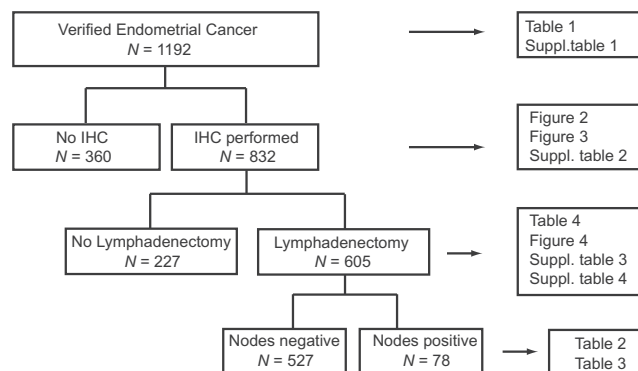 Verified Endometrial Cancer
N = 1192
Table 1
Suppl.table 1
No IHC
N = 360
IHC performed
N = 832
Figure 2
Figure 3
Suppl. table 2
No Lymphadenectomy
N = 227
Lymphadenectomy
N = 605
Table 4
Figure 4
Suppl. table 3
Suppl. table 4
Nodes negative
N = 527
Nodes positive
N = 78
Table 2
Table 3